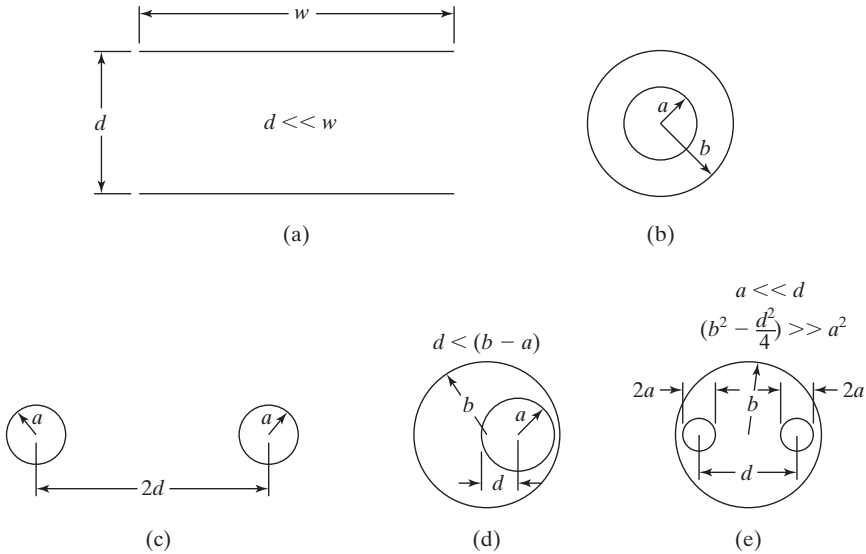 w
d
d << w
(a)
a
b
(b)
a
a
2d
(c)
d < (b − a)
b
a
d
(d)
a << d
(b² − d²/4) >> a²
2a
2a
b
d
(e)